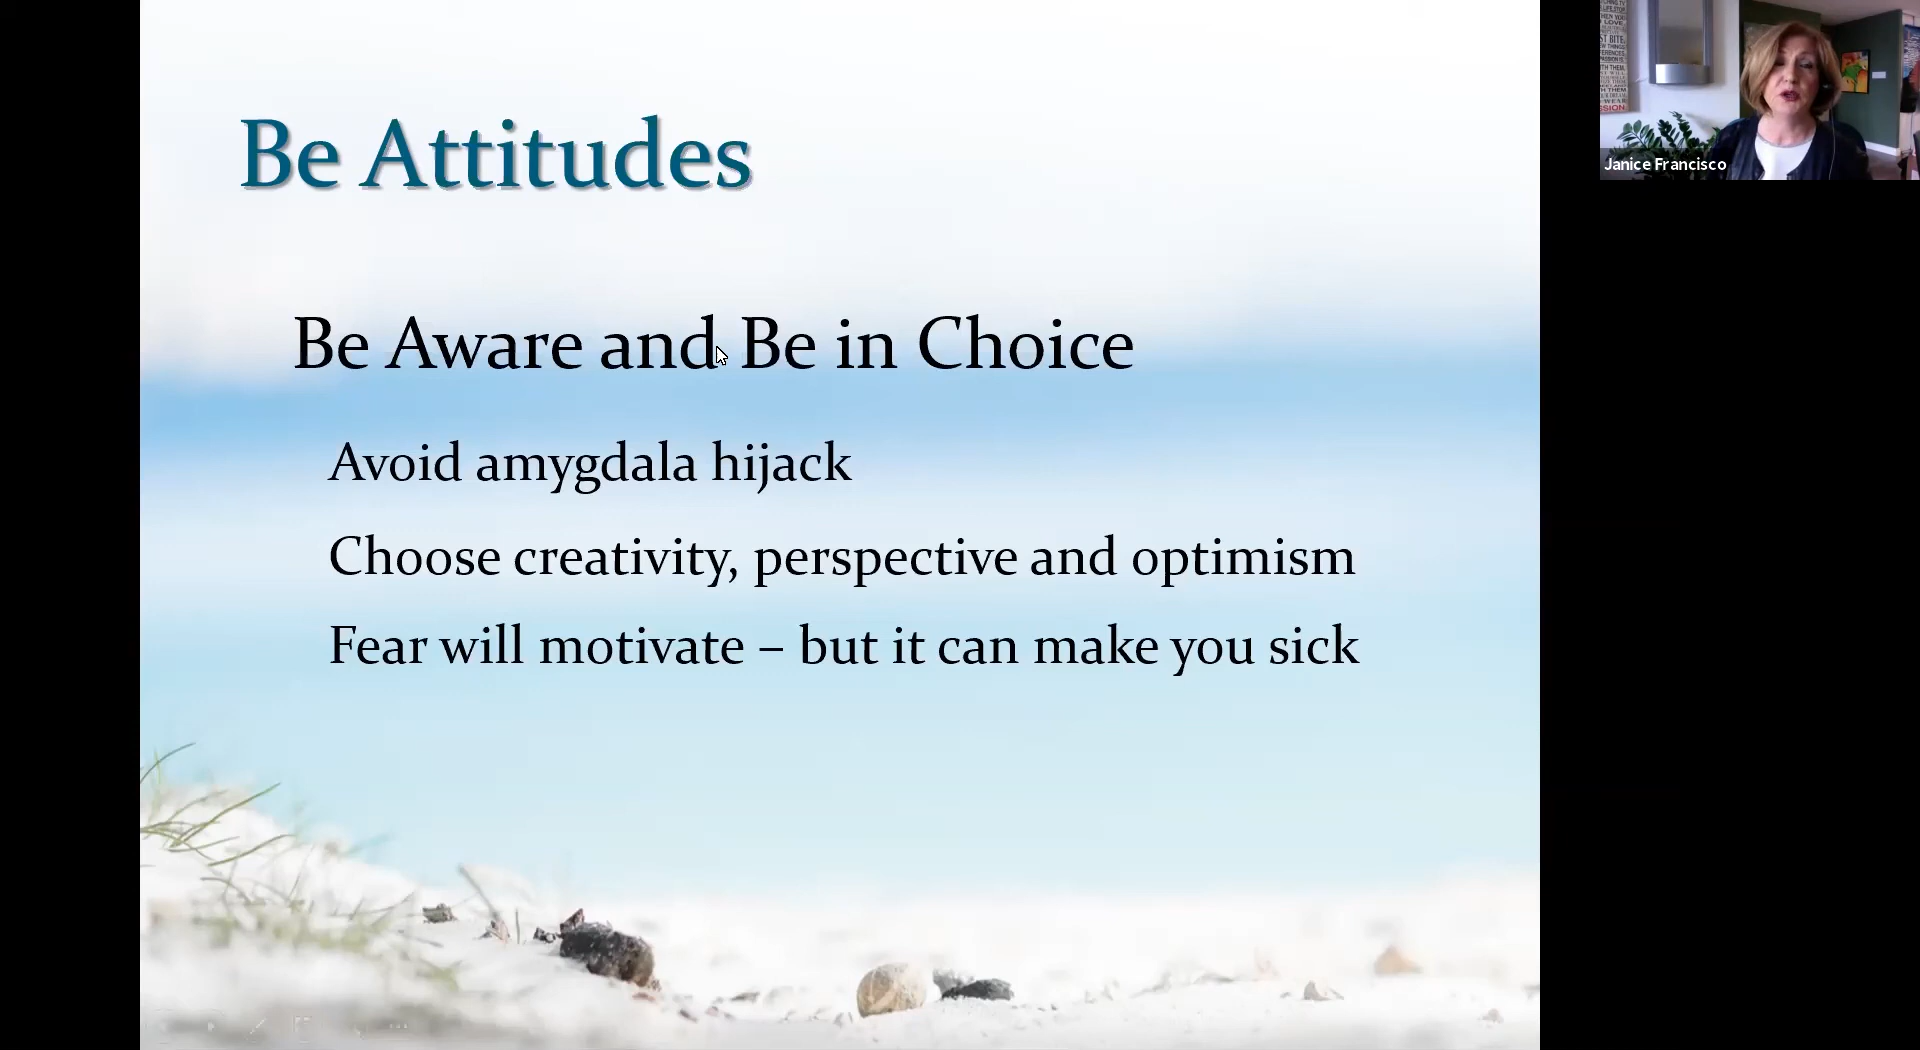 Be Attitudes
Be Aware and Be in Choice
Avoid amygdala hijack
Choose creativity, perspective and optimism
Fear will motivate – but it can make you sick
Janice Francisco